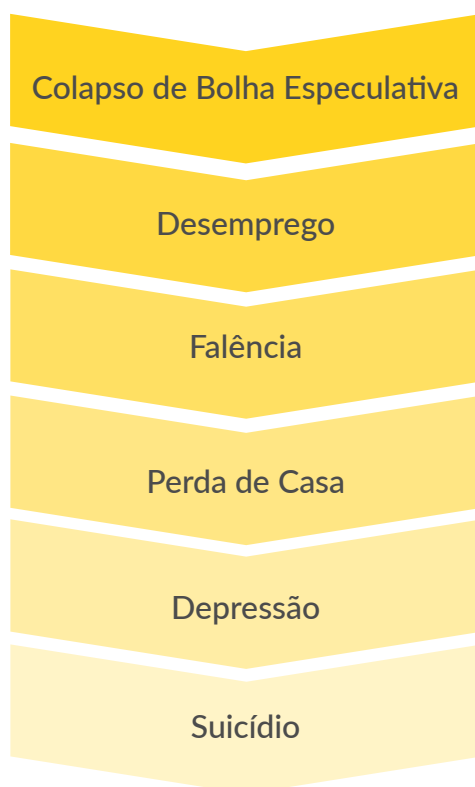 Colapso de Bolha Especulativa
Desemprego
Falência
Perda de Casa
Depressão
Suicídio